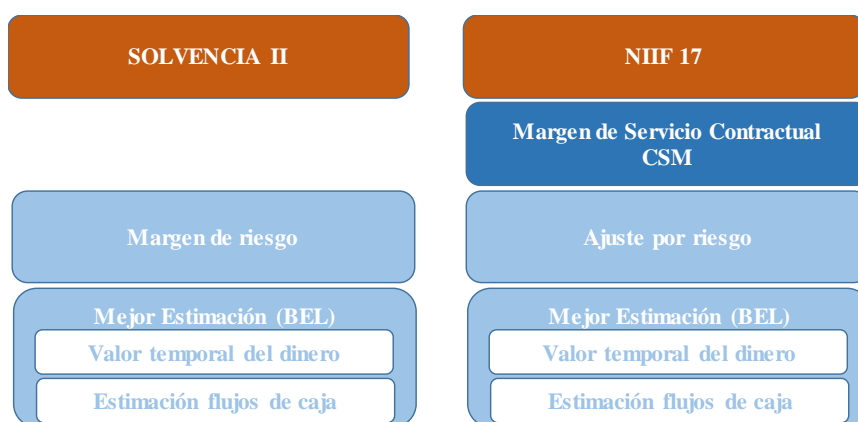 SOLVENCIA II
NIIF 17
Margen de Servicio Contractual
CSM
Margen de riesgo
Ajuste por riesgo
Mejor Estimación (BEL)
Mejor Estimación (BEL)
Valor temporal del dinero
Valor temporal del dinero
Estimación flujos de caja
Estimación flujos de caja